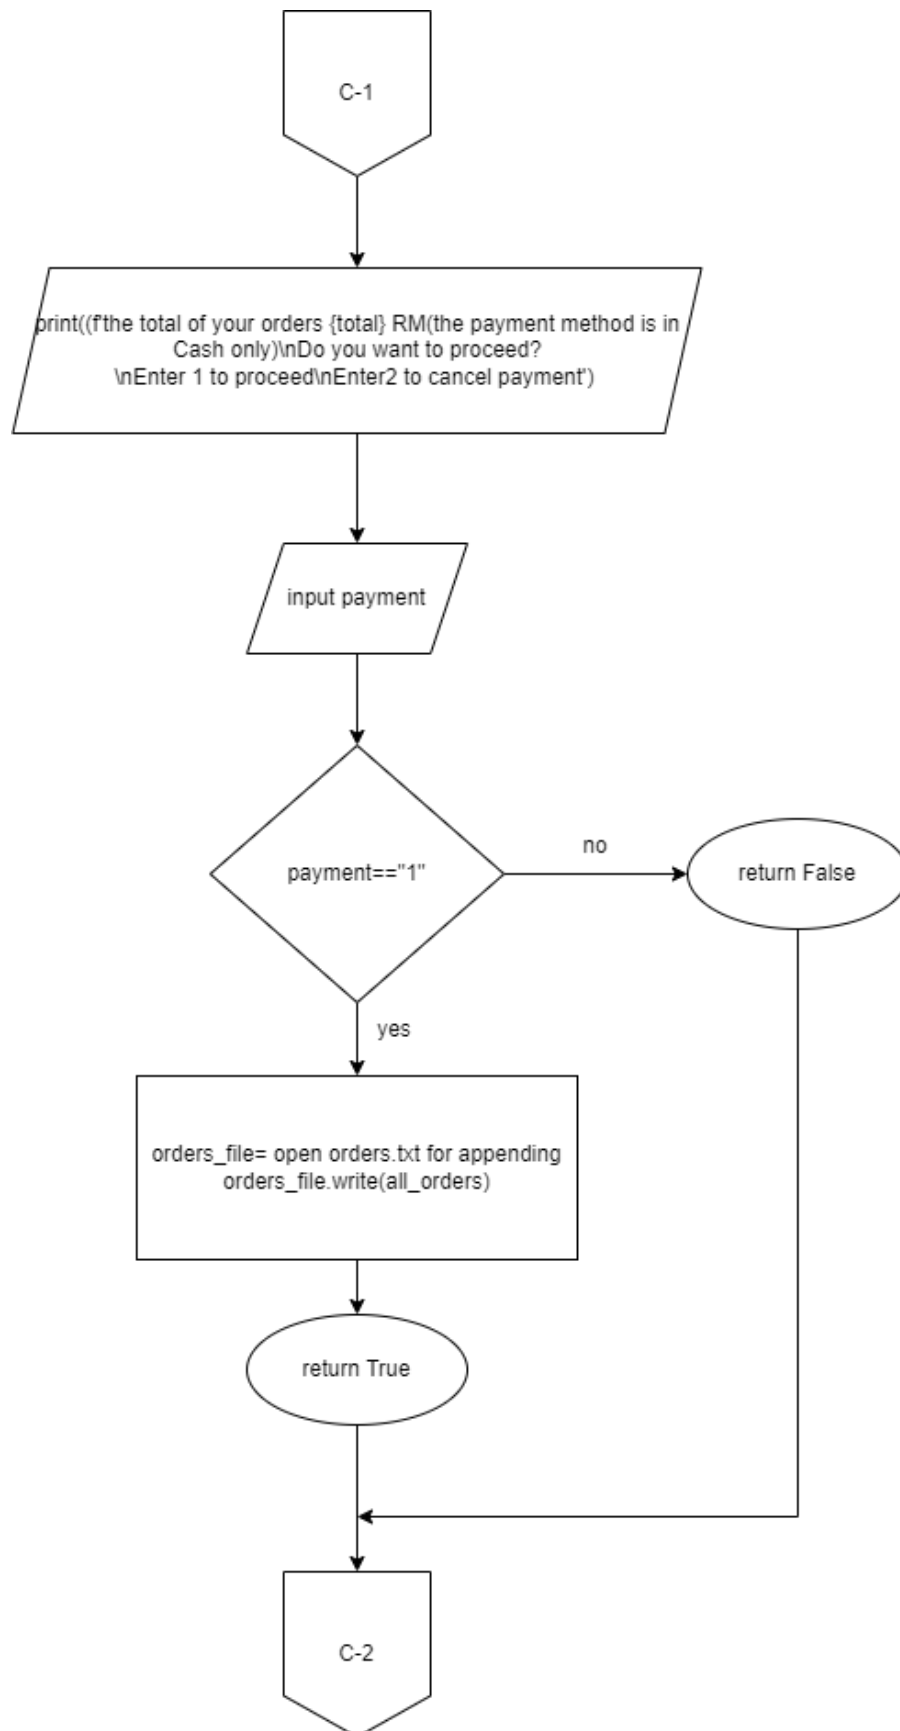 C-1
print((f'the total of your orders {total} RM(the payment method is in
Cash only)\nDo you want to proceed?
\nEnter 1 to proceed\nEnter2 to cancel payment')
input payment
payment=="1"
no
return False
yes
orders_file= open orders.txt for appending
orders_file.write(all_orders)
return True
C-2